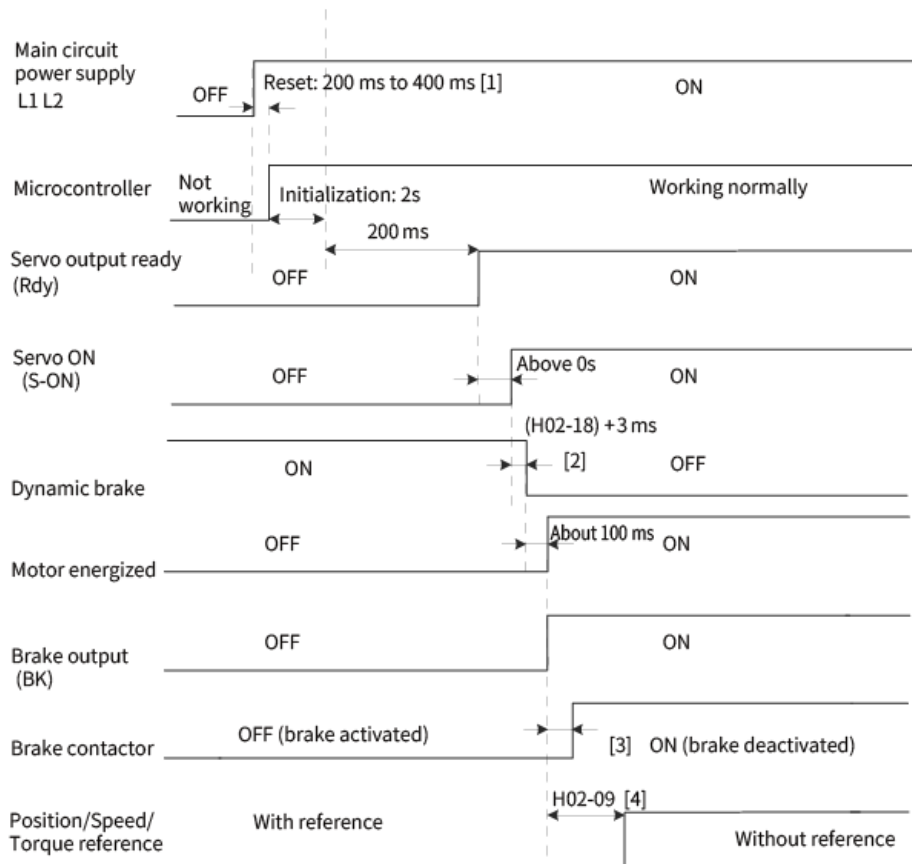 Main circuit
power supply
L1 L2
OFF
Reset: 200 ms to 400 ms [1]
ON
Microcontroller
Not
working
Initialization: 2s
Working normally
200 ms
Servo output ready
(Rdy)
OFF
ON
Servo ON
(S-ON)
OFF
Above 0s
ON
(H02-18) +3 ms
[2]
Dynamic brake
ON
OFF
Motor energized
OFF
About 100 ms
ON
Brake output
(BK)
OFF
ON
Brake contactor
OFF (brake activated)
[3] ON (brake deactivated)
H02-09 [4]
Position/Speed/
Torque reference
With reference
Without reference